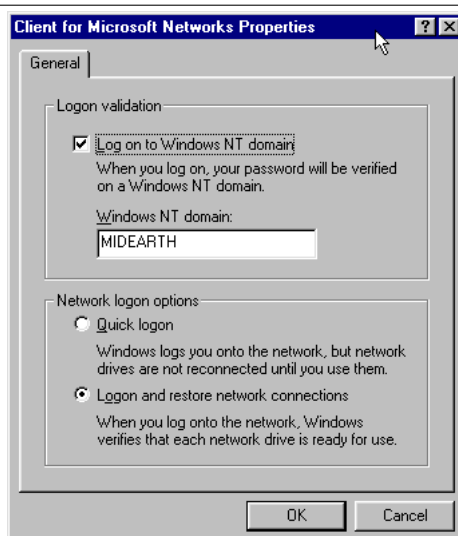 Client for Microsoft Networks Properties
General
Logon validation
Log on to Windows NT domain
When you log on, your password will be verified
on a Windows NT domain.
Windows NT domain:
MIDEARTH
Network logon options
Quick logon
Windows logs you onto the network, but network
drives are not reconnected until you use them.
Logon and restore network connections
When you log onto the network, Windows
verifies that each network drive is ready for use.
OK Cancel